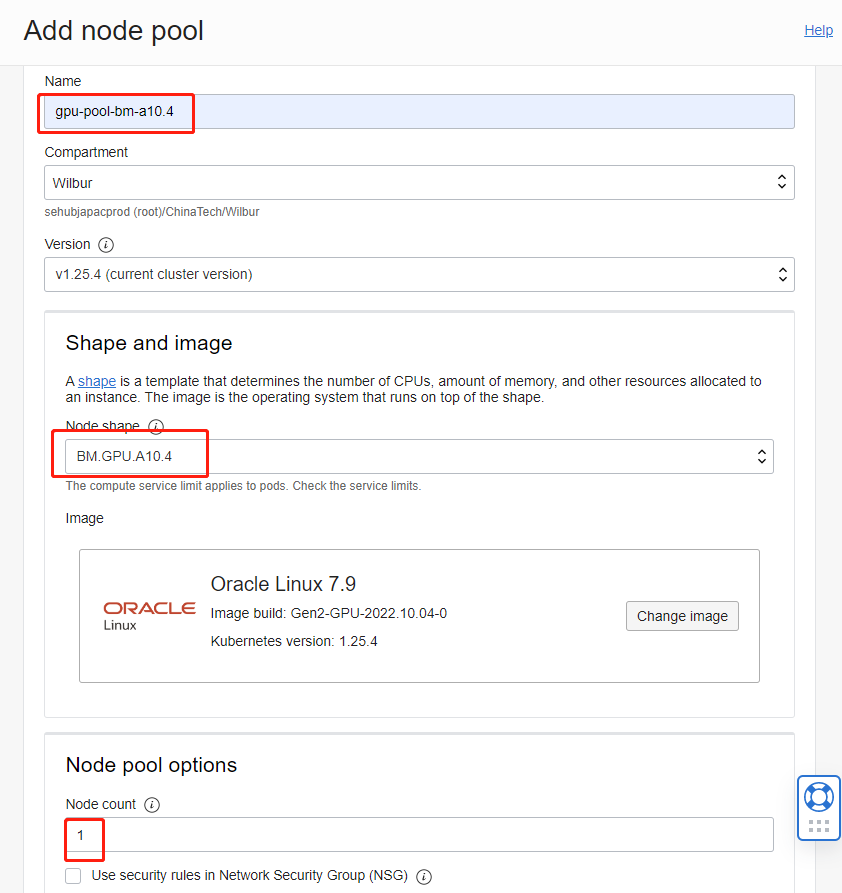 Add node pool
Help
Name
gpu-pool-bm-a10.4
Compartment
Wilbur
sehubjapacprod (root)/ChinaTech/Wilbur
Version
v1.25.4 (current cluster version)
Shape and image
A shape is a template that determines the number of CPUs, amount of memory, and other resources allocated to
an instance. The image is the operating system that runs on top of the shape.
Node shape
BM.GPU.A10.4
The compute service limit applies to pods. Check the service limits.
Image
ORACLE
Linux
Oracle Linux 7.9
Image build: Gen2-GPU-2022.10.04-0
Kubernetes version: 1.25.4
Change image
Node pool options
Node count
1
Use security rules in Network Security Group (NSG)